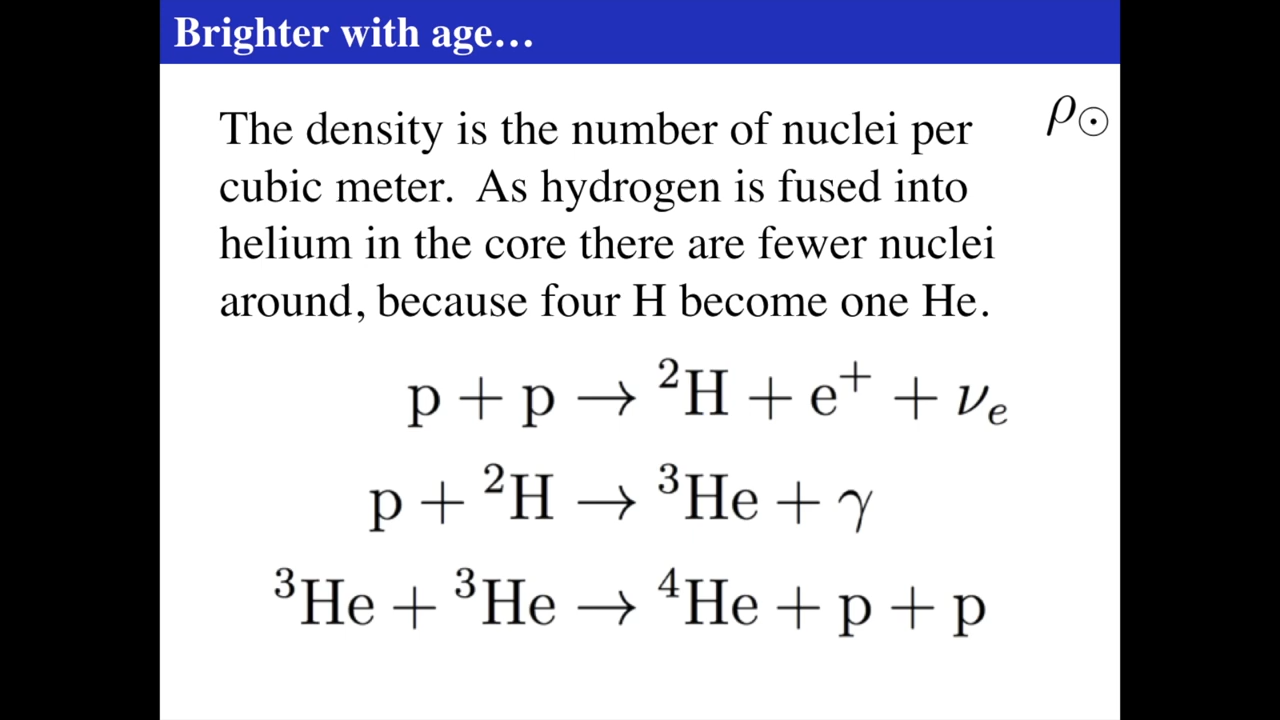 Brighter with age…
ρ☉
The density is the number of nuclei per
cubic meter. As hydrogen is fused into
helium in the core there are fewer nuclei
around, because four H become one He.
p + p → ²H + e⁺ + νₑ
p + ²H → ³He + γ
³He + ³He → ⁴He + p + p